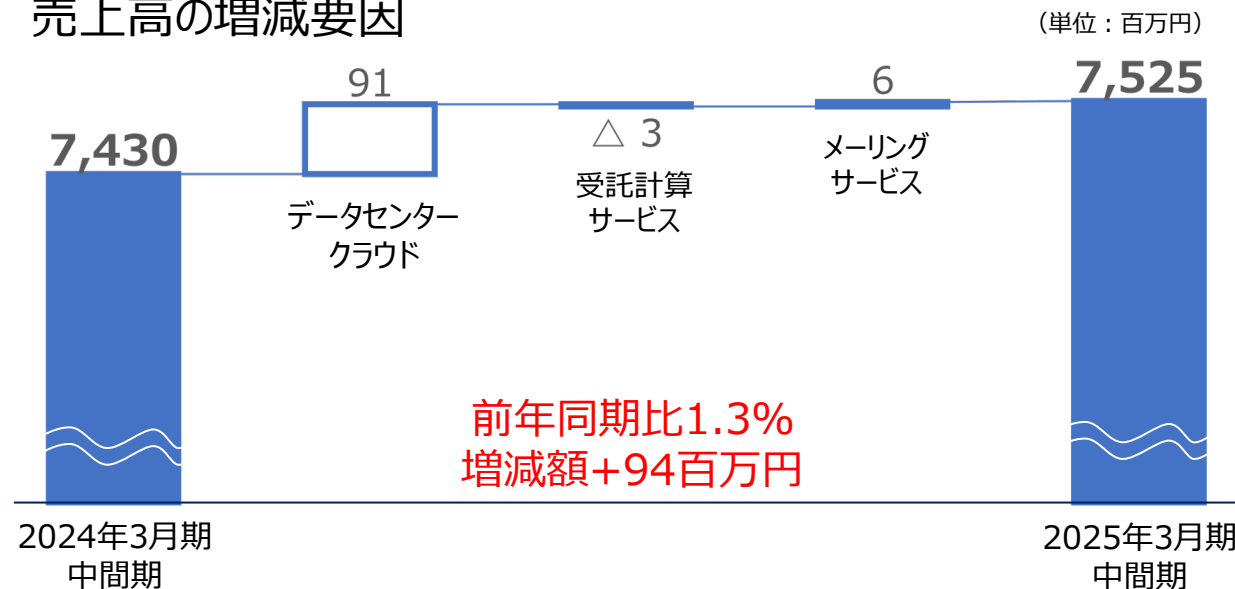 売上高の増減要因
（単位：百万円）
7,430
91
データセンター
クラウド
△ 3
受託計算
サービス
6
メーリング
サービス
7,525
前年同期比1.3%
増減額+94百万円
2024年3月期
中間期
2025年3月期
中間期